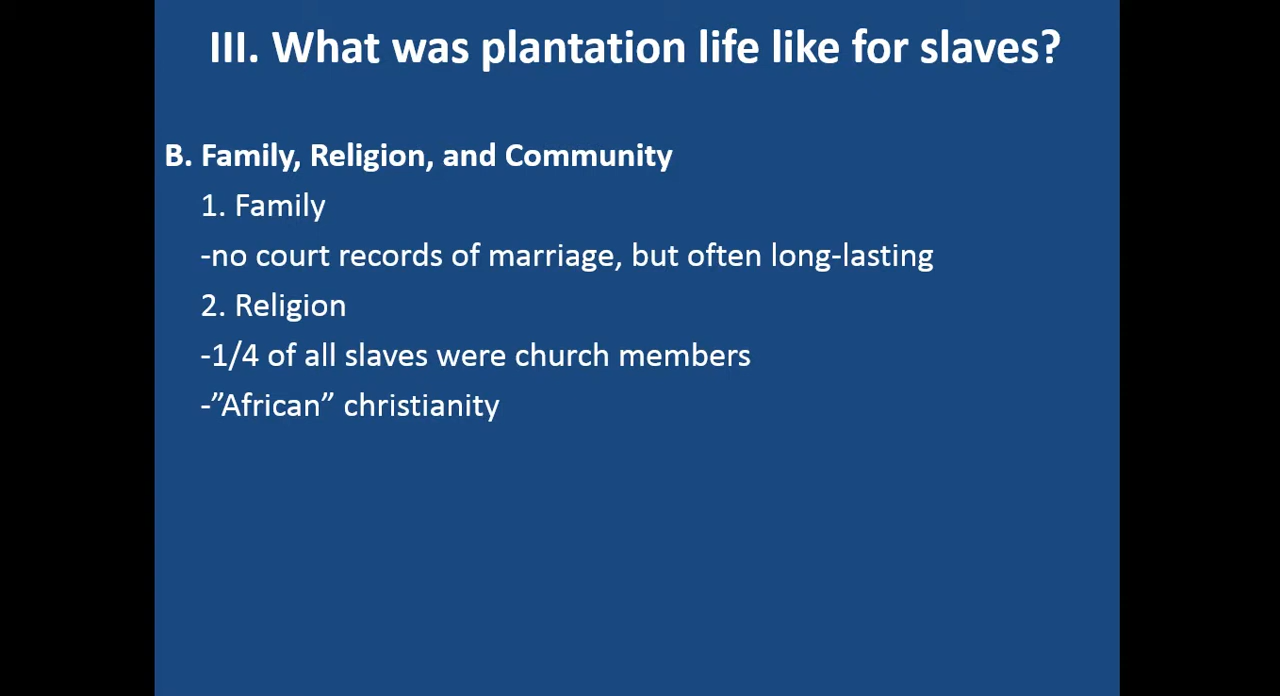 III. What was plantation life like for slaves?
B. Family, Religion, and Community
1. Family
-no court records of marriage, but often long-lasting
2. Religion
-1/4 of all slaves were church members
-”African” christianity